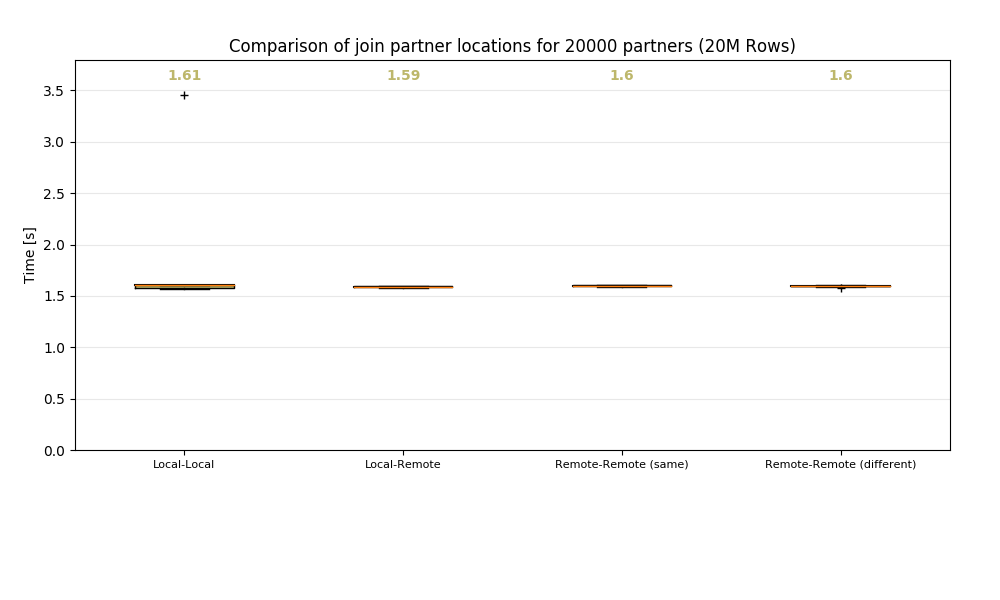 Comparison of join partner locations for 20000 partners (20M Rows)
1.61 1.59 1.6 1.6
3.5
3.0
2.5
2.0
1.5
1.0
0.5
0.0
Time [s]
Local-Local Local-Remote Remote-Remote (same) Remote-Remote (different)